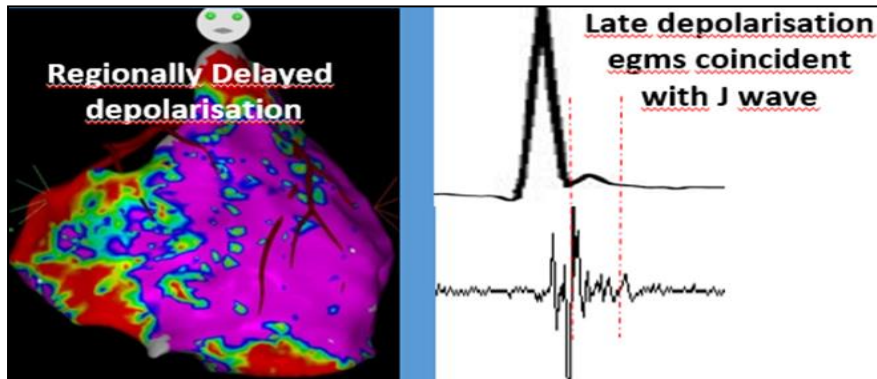 Regionally Delayed
depolarisation
Late depolarisation
egms coincident
with J wave